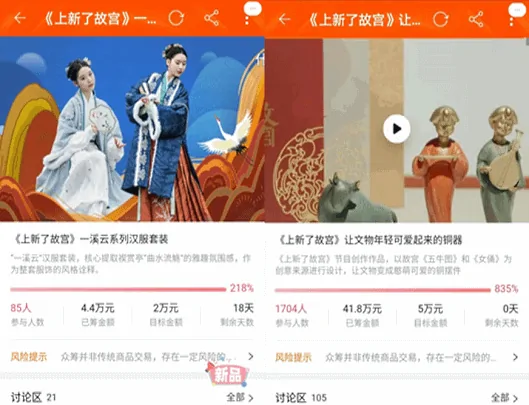 《上新了故宫》一...
《上新了故宫》一溪云系列汉服套装
"一溪云"汉服套装，核心提取禊赏亭"曲水流觞"的雅趣氛围感，作为整套服饰的风格诠释。
218%
85人
4.4万元
2万元
18天
参与人数
已筹金额
目标金额
剩余天数
风险提示
众筹并非传统商品交易，存在一定风险的...
新品
讨论区 21
全部
《上新了故宫》让...
《上新了故宫》让文物年轻可爱起来的铜器
《上新了故宫》节目创作作品，以故宫《五牛图》和《女俑》为创意来源进行设计，让文物变成憨萌可爱的铜摆件
835%
1704人
41.8万元
5万元
0天
参与人数
已筹金额
目标金额
剩余天数
风险提示
众筹并非传统商品交易，存在一定风险的...
讨论区 105
全部